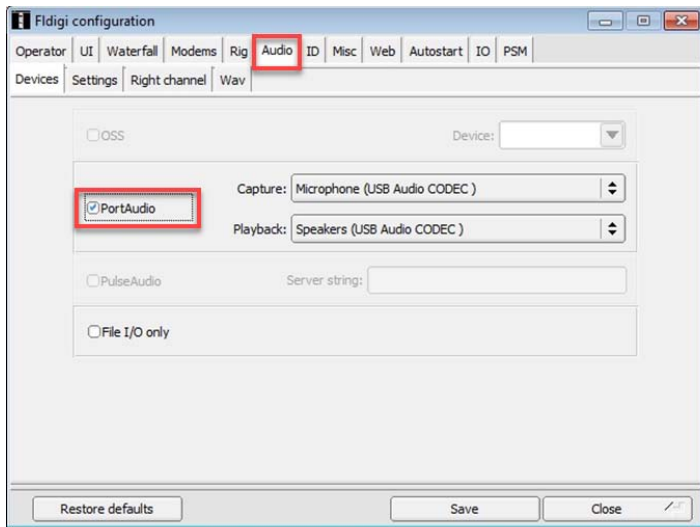 Fldigi configuration
Operator UI Waterfall Modems Rig Audio ID Misc Web Autostart IO PSM
Devices Settings Right channel Wav
OSS Device:
PortAudio Capture: Microphone (USB Audio CODEC )
Playback: Speakers (USB Audio CODEC )
PulseAudio Server string:
File I/O only
Restore defaults Save Close